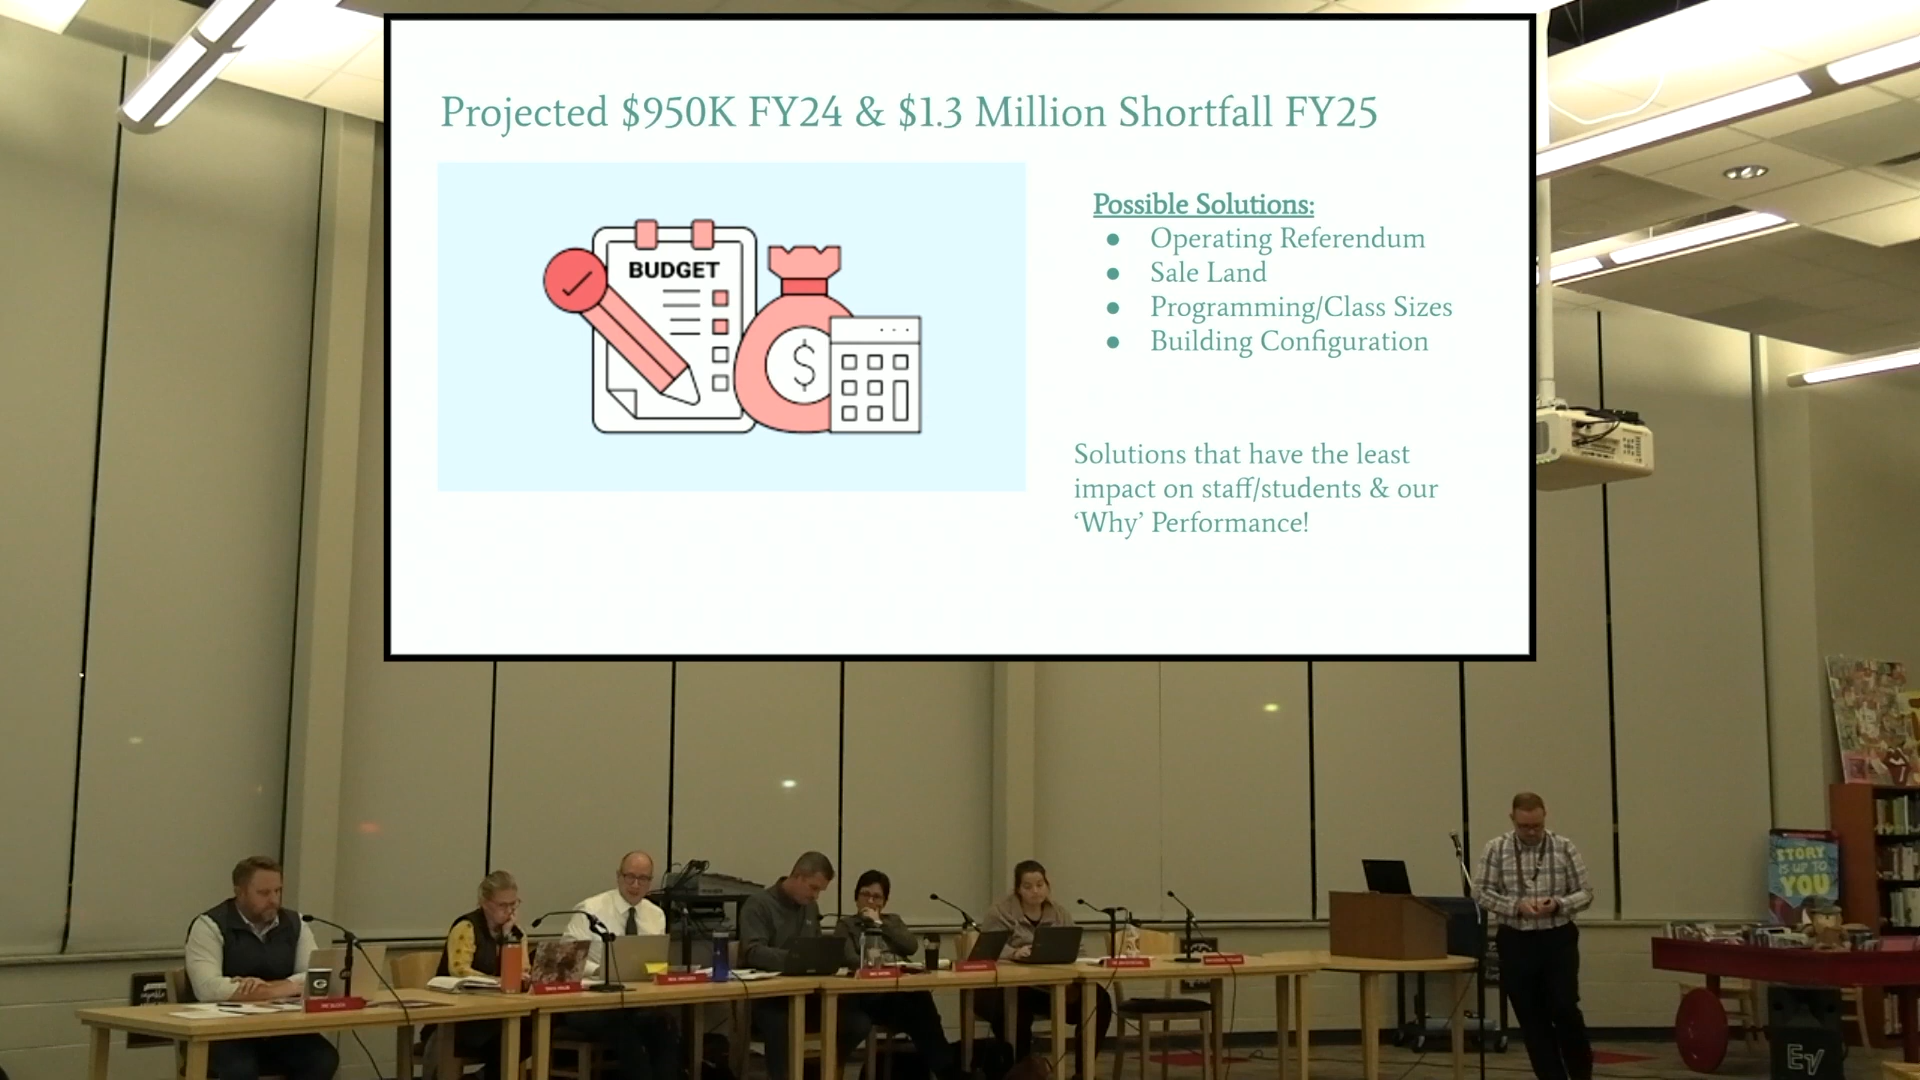 Projected $950K FY24 & $1.3 Million Shortfall FY25
BUDGET
$
Possible Solutions:
● Operating Referendum
● Sale Land
● Programming/Class Sizes
● Building Configuration
Solutions that have the least
impact on staff/students & our
‘Why’ Performance!
STORY
IS UP TO
YOU
G
EV